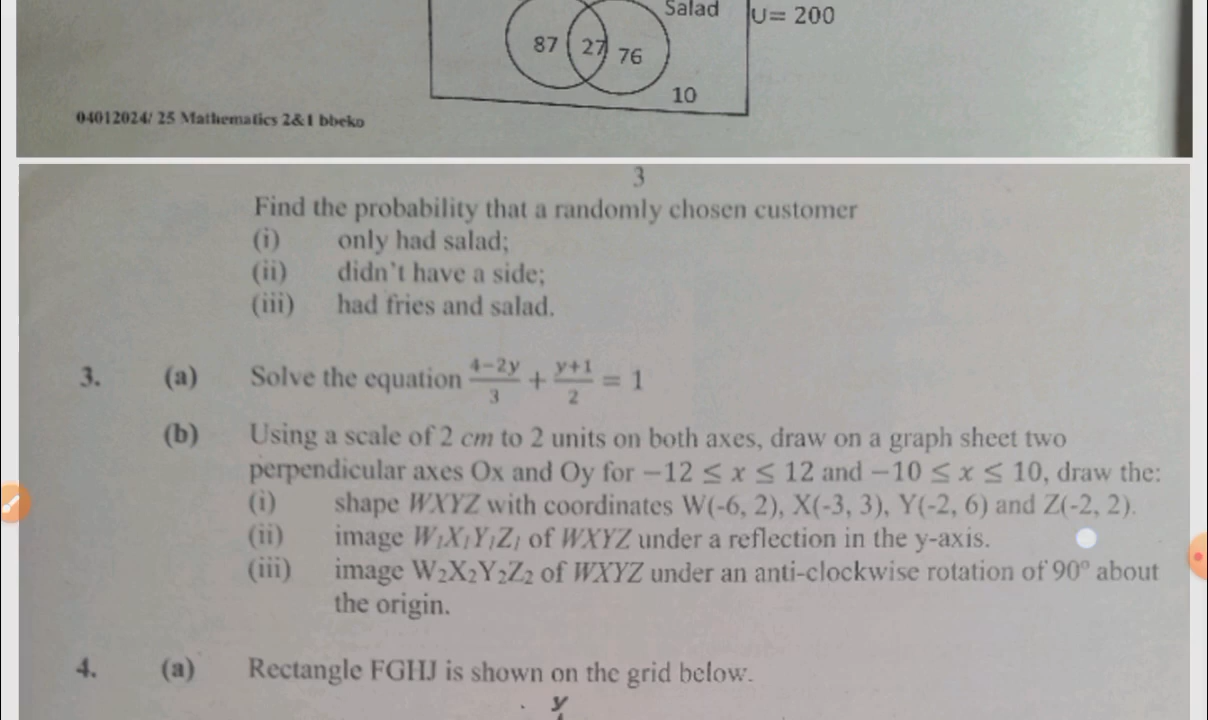 Salad
U= 200
87 27 76
10
04012024/ 25 Mathematics 2&1 bbeko
3
Find the probability that a randomly chosen customer
(i) only had salad;
(ii) didn't have a side;
(iii) had fries and salad.
3. (a) Solve the equation 4−2y/3 + y+1/2 = 1
(b) Using a scale of 2 cm to 2 units on both axes, draw on a graph sheet two
perpendicular axes Ox and Oy for −12 ≤ x ≤ 12 and −10 ≤ x ≤ 10, draw the:
(i) shape WXYZ with coordinates W(-6, 2), X(-3, 3), Y(-2, 6) and Z(-2, 2).
(ii) image W₁X₁Y₁Z₁ of WXYZ under a reflection in the y-axis.
(iii) image W₂X₂Y₂Z₂ of WXYZ under an anti-clockwise rotation of 90° about
the origin.
4. (a) Rectangle FGHJ is shown on the grid below.
y